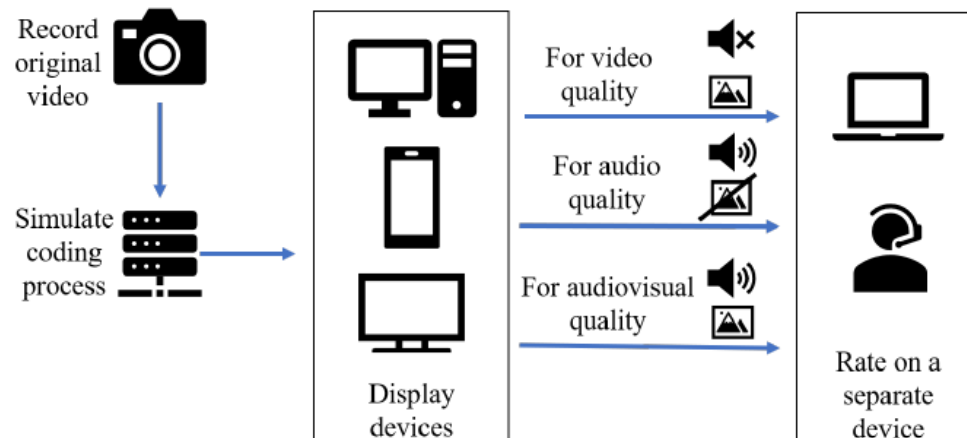 Record
original
video
Simulate
coding
process
Display
devices
For video
quality
For audio
quality
For audiovisual
quality
Rate on a
separate
device